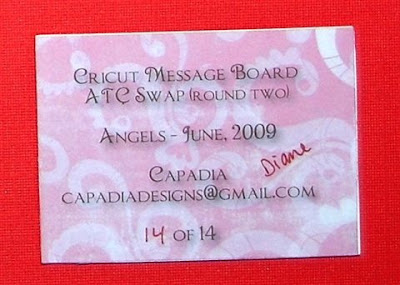 Cricut Message Board
ATC Swap (round two)
Angels - June, 2009
Capadia
Diane
capadiadesigns@gmail.com
14 of 14